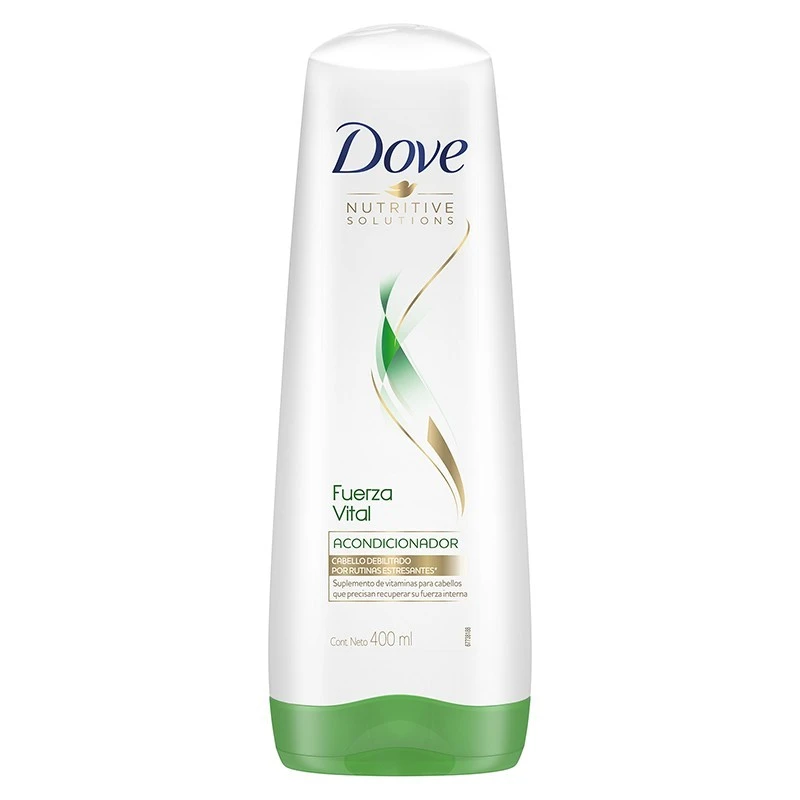 Dove
NUTRITIVE
SOLUTIONS
Fuerza
Vital
ACONDICIONADOR
CABELLO DEBILITADO
POR RUTINAS ESTRESANTES*
Suplemento de vitaminas para cabellos
que precisan recuperar su fuerza interna
Cont. Neto 400 ml